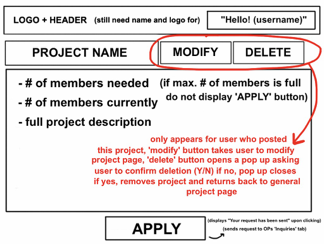 LOGO + HEADER (still need name and logo for) "Hello! (username)"
PROJECT NAME MODIFY DELETE
- # of members needed (if max. # of members is full
- # of members currently do not display 'APPLY' button)
- full project description
only appears for user who posted
this project, 'modify' button takes user to modify
project page, 'delete' button opens a pop up asking
user to confirm deletion (Y/N) if no, pop up closes
if yes, removes project and returns back to general
project page
APPLY (displays "Your request has been sent" upon clicking)
(sends request to OPs 'Inquiries' tab)